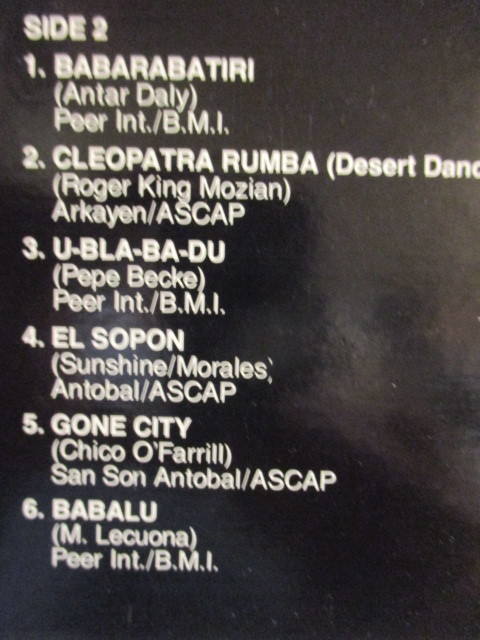 SIDE 2
1. BABARABATIRI
(Antar Daly)
Peer Int./B.M.I.
2. CLEOPATRA RUMBA (Desert Danc
(Roger King Mozian)
Arkayen/ASCAP
3. U-BLA-BA-DU
(Pepe Becke)
Peer Int./B.M.I.
4. EL SOPON
(Sunshine/Morales)
Antobal/ASCAP
5. GONE CITY
(Chico O'Farrill)
San Son Antobal/ASCAP
6. BABALU
(M. Lecuona)
Peer Int./B.M.I.